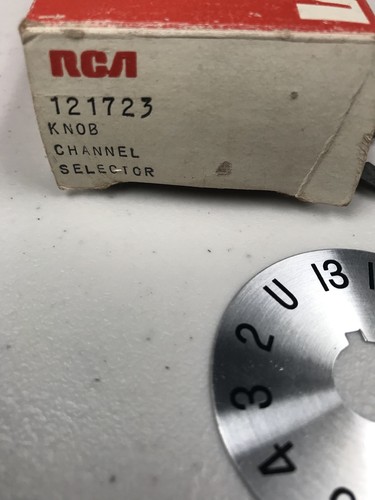 RCA
121723
KNOB
CHANNEL
SELECTOR
U 13
2
3
4